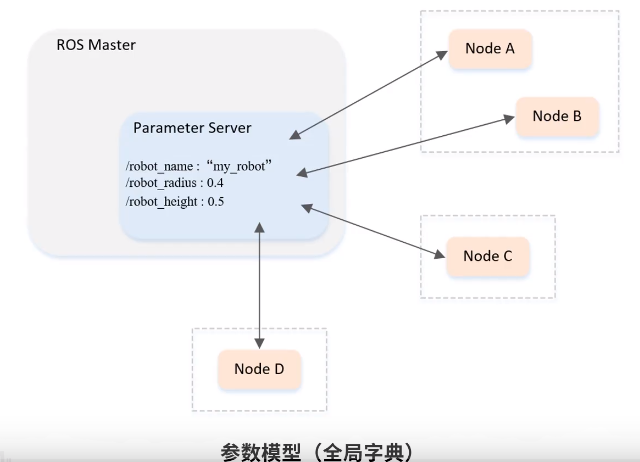 ROS Master
Node A
Node B
Parameter Server
/robot_name : “my_robot”
/robot_radius : 0.4
/robot_height : 0.5
Node C
Node D
参数模型（全局字典）